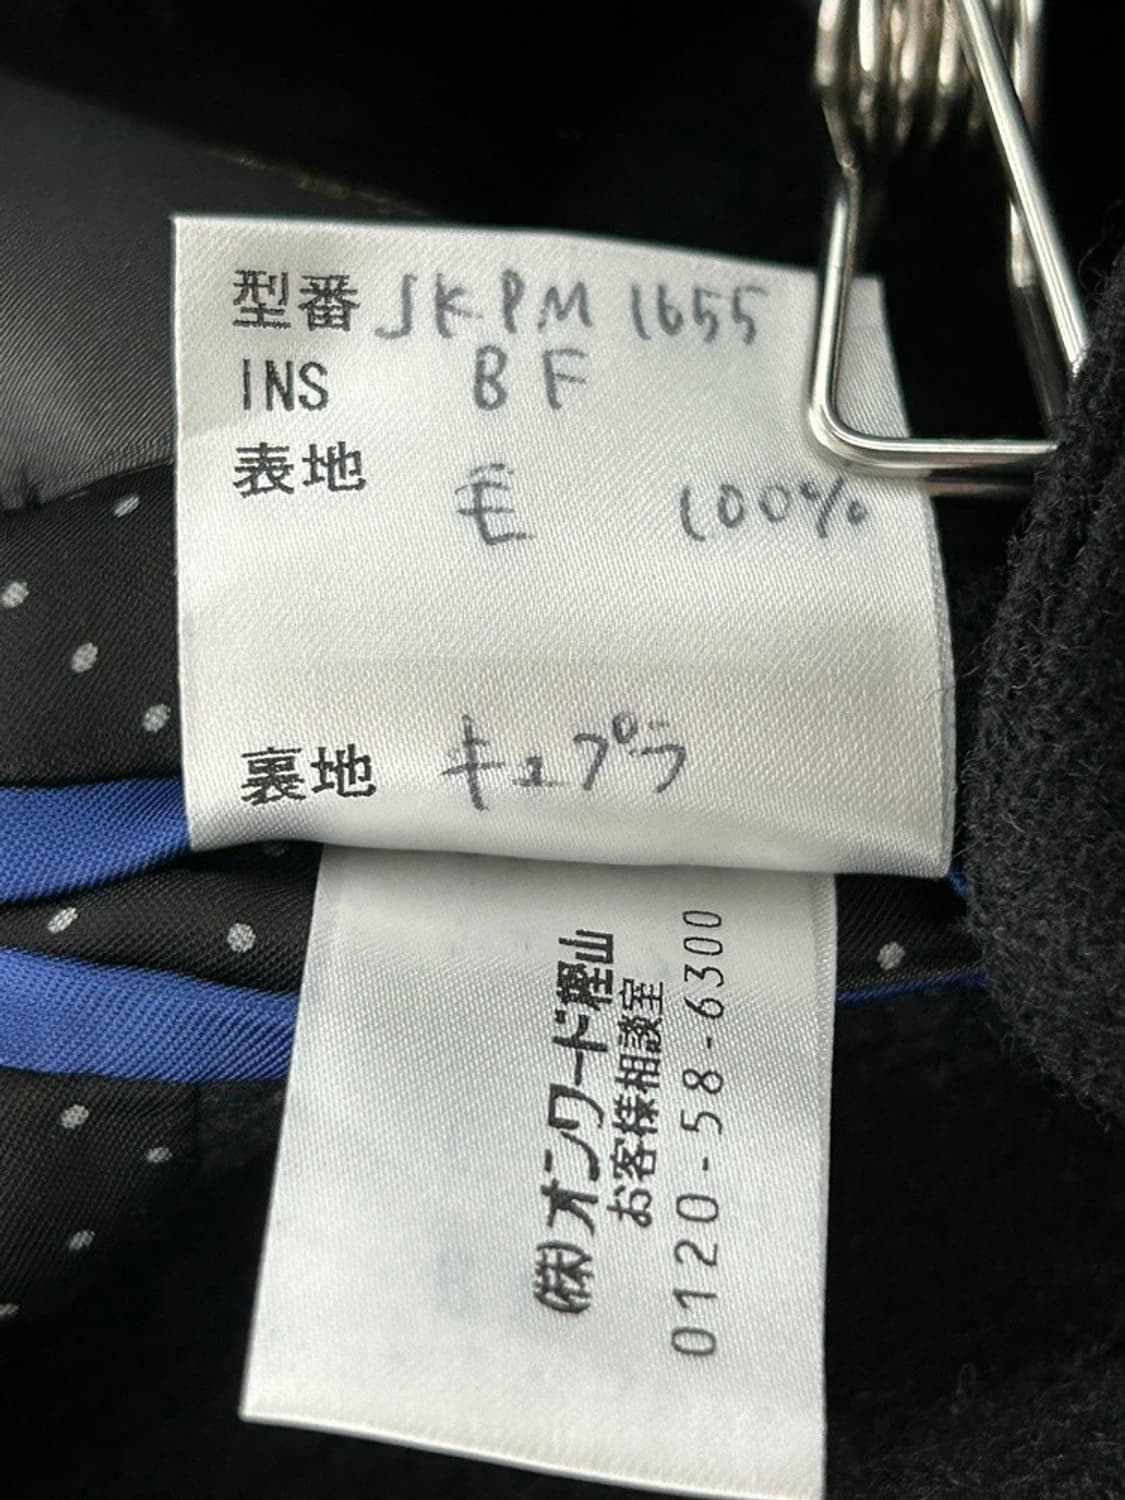 型番 JKPM 1655
INS BF
表地
毛 100%
裏地 キュプラ
(株)オンワード樫山
お客様相談室
0120-58-6300